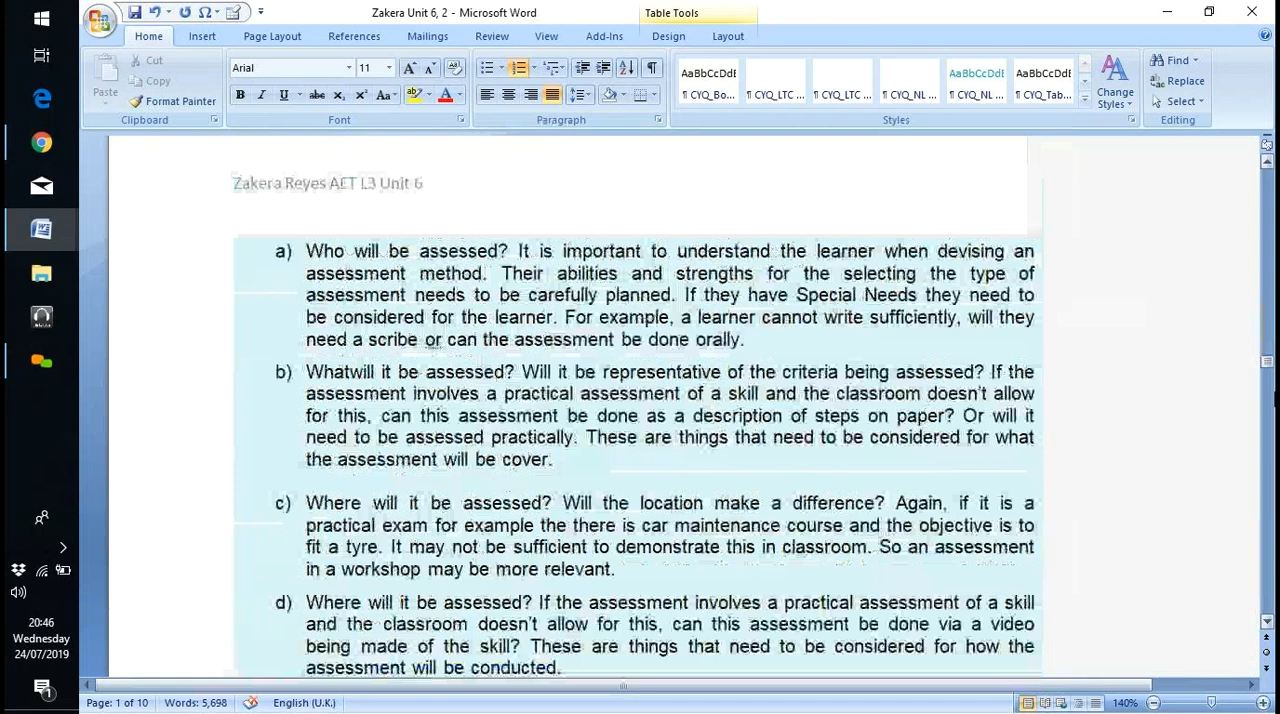 Zakera Unit 6, 2 - Microsoft Word
Table Tools
Home Insert Page Layout References Mailings Review View Add-Ins Design Layout
Paste
Cut
Copy
Format Painter
Clipboard
Arial 11
Font
Paragraph
AaBbCcDdE AaBbCcDdE AaBbCcDdE
¶ CYQ_Bo... ¶ CYQ_LTC ... ¶ CYQ_LTC ... ¶ CYQ_NL ... ¶ CYQ_NL ... ¶ CYQ_Tab...
Change Styles
Styles
Find
Replace
Select
Editing
Zakera Reyes AET L3 Unit 6
a) Who will be assessed? It is important to understand the learner when devising an
assessment method. Their abilities and strengths for the selecting the type of
assessment needs to be carefully planned. If they have Special Needs they need to
be considered for the learner. For example, a learner cannot write sufficiently, will they
need a scribe or can the assessment be done orally.
b) Whatwill it be assessed? Will it be representative of the criteria being assessed? If the
assessment involves a practical assessment of a skill and the classroom doesn't allow
for this, can this assessment be done as a description of steps on paper? Or will it
need to be assessed practically. These are things that need to be considered for what
the assessment will be cover.
c) Where will it be assessed? Will the location make a difference? Again, if it is a
practical exam for example the there is car maintenance course and the objective is to
fit a tyre. It may not be sufficient to demonstrate this in classroom. So an assessment
in a workshop may be more relevant.
d) Where will it be assessed? If the assessment involves a practical assessment of a skill
and the classroom doesn't allow for this, can this assessment be done via a video
being made of the skill? These are things that need to be considered for how the
assessment will be conducted.
20:46
Wednesday
24/07/2019
1
Page: 1 of 10 Words: 5,698 English (U.K.) 140%